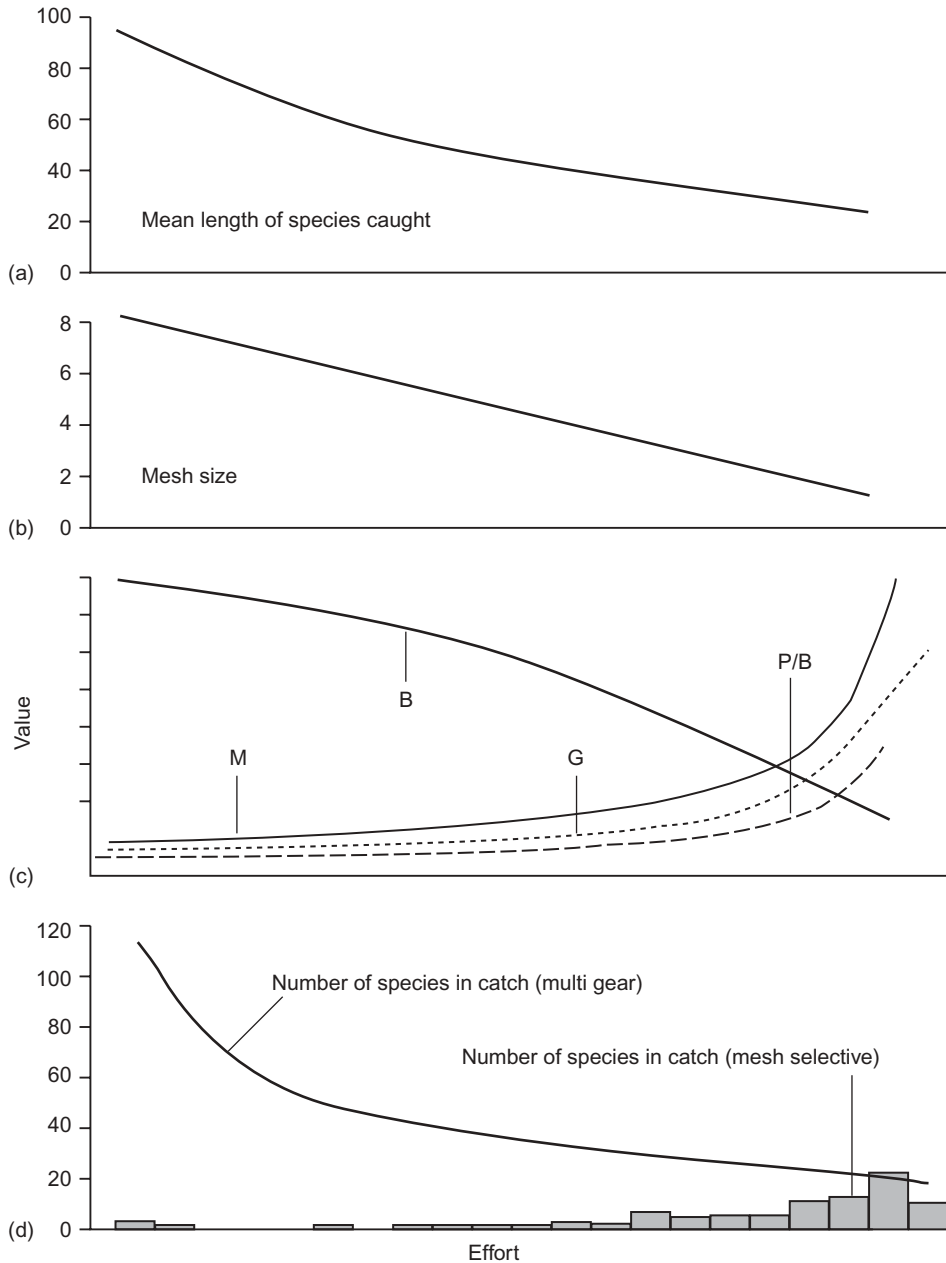 100
80
60
40
20
0
Mean length of species caught
(a)
8
6
4
2
0
Mesh size
(b)
Value
B
M
G
P/B
(c)
120
100
80
60
40
20
0
Number of species in catch (multi gear)
Number of species in catch (mesh selective)
(d)
Effort